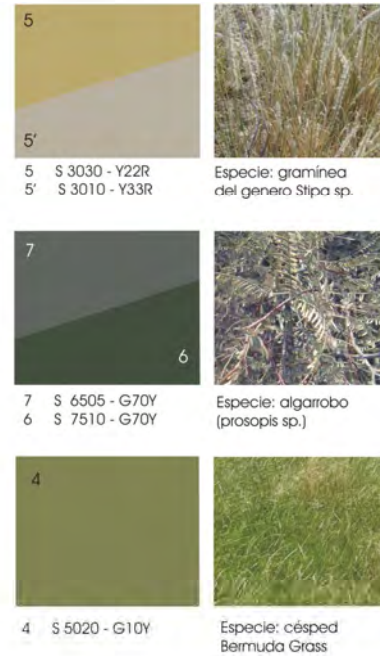 5
5'
5 S 3030 - Y22R
5' S 3010 - Y33R
Especie: gramínea
del genero Stipa sp.
7
6
7 S 6505 - G70Y
6 S 7510 - G70Y
Especie: algarrobo
(prosopis sp.)
4
4 S 5020 - G10Y
Especie: césped
Bermuda Grass